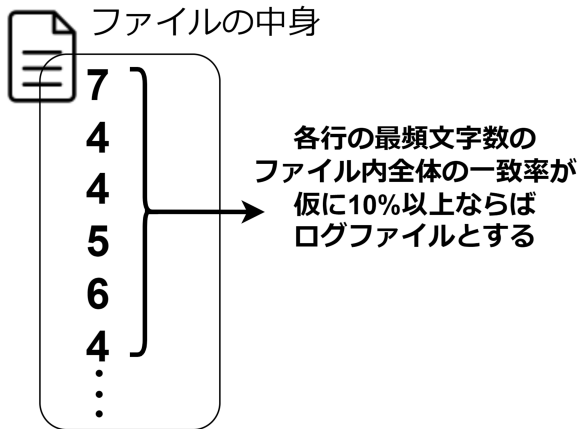 ファイルの中身
7
4
4
5
6
4
⋮
各行の最頻文字数の
ファイル内全体の一致率が
仮に10%以上ならば
ログファイルとする